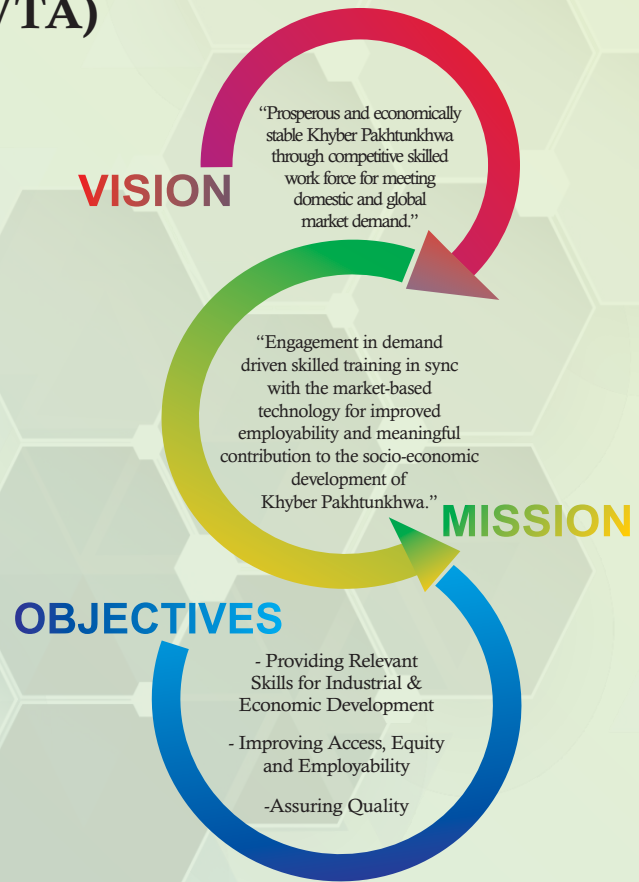 /TA)
VISION
“Prosperous and economically
stable Khyber Pakhtunkhwa
through competitive skilled
work force for meeting
domestic and global
market demand.”
“Engagement in demand
driven skilled training in sync
with the market-based
technology for improved
employability and meaningful
contribution to the socio-economic
development of
Khyber Pakhtunkhwa.”
MISSION
OBJECTIVES
- Providing Relevant
Skills for Industrial &
Economic Development
- Improving Access, Equity
and Employability
-Assuring Quality